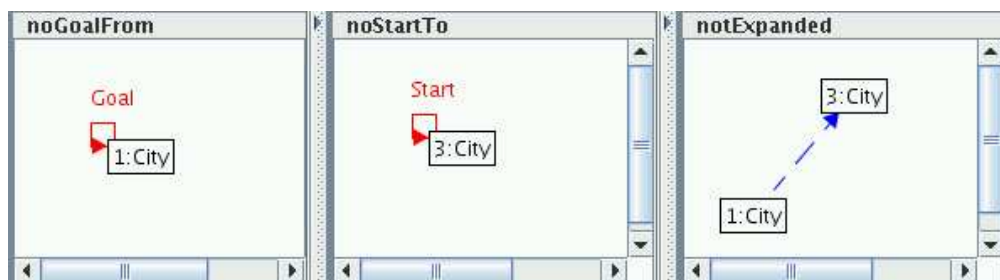 noGoalFrom
Goal
1:City
noStartTo
Start
3:City
notExpanded
3:City
1:City